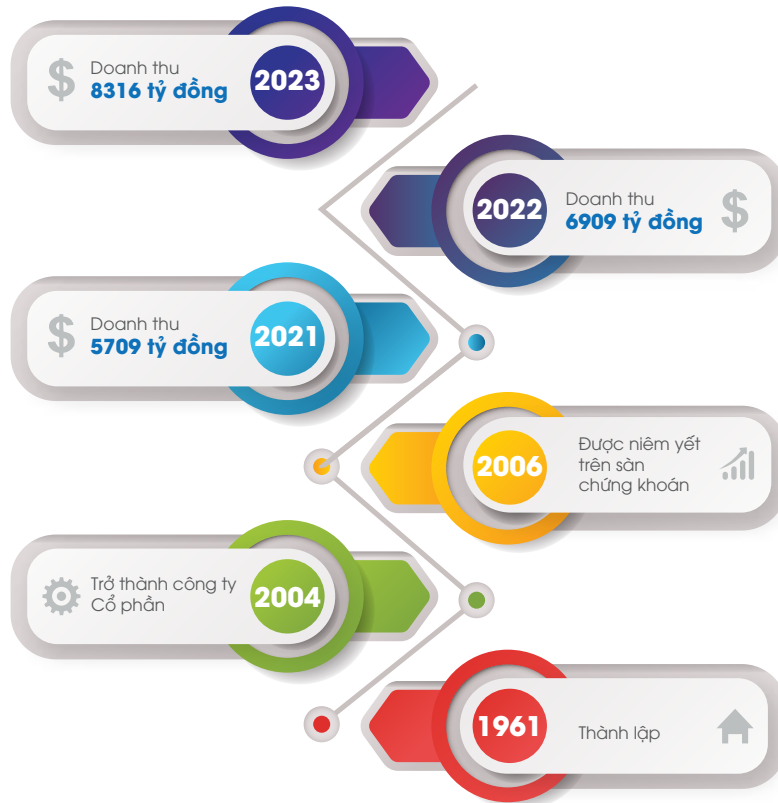 $ Doanh thu
8316 tỷ đồng
2023
2022
Doanh thu $
6909 tỷ đồng
$ Doanh thu
5709 tỷ đồng
2021
2006
Được niêm yết
trên sàn
chứng khoán
Trở thành công ty
Cổ phần
2004
1961
Thành lập